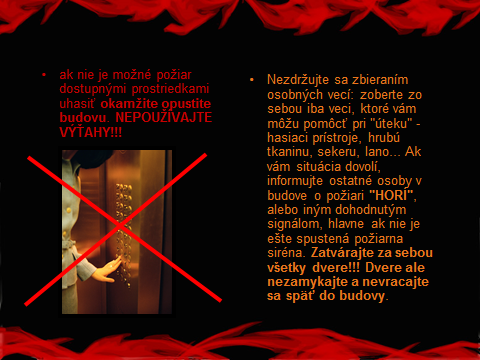 • ak nie je možné požiar
dostupnými prostriedkami
uhasiť okamžite opustite
budovu. NEPOUŽÍVAJTE
VÝŤAHY!!!
• Nezdržujte sa zbieraním
osobných vecí: zoberte zo
sebou iba veci, ktoré vám
môžu pomôcť pri "úteku" -
hasiaci prístroje, hrubú
tkaninu, sekeru, lano... Ak
vám situácia dovolí,
informujte ostatné osoby v
budove o požiari "HORÍ",
alebo iným dohodnutým
signálom, hlavne ak nie je
ešte spustená požiarna
siréna. Zatvárajte za sebou
všetky dvere!!! Dvere ale
nezamykajte a nevracajte
sa späť do budovy.